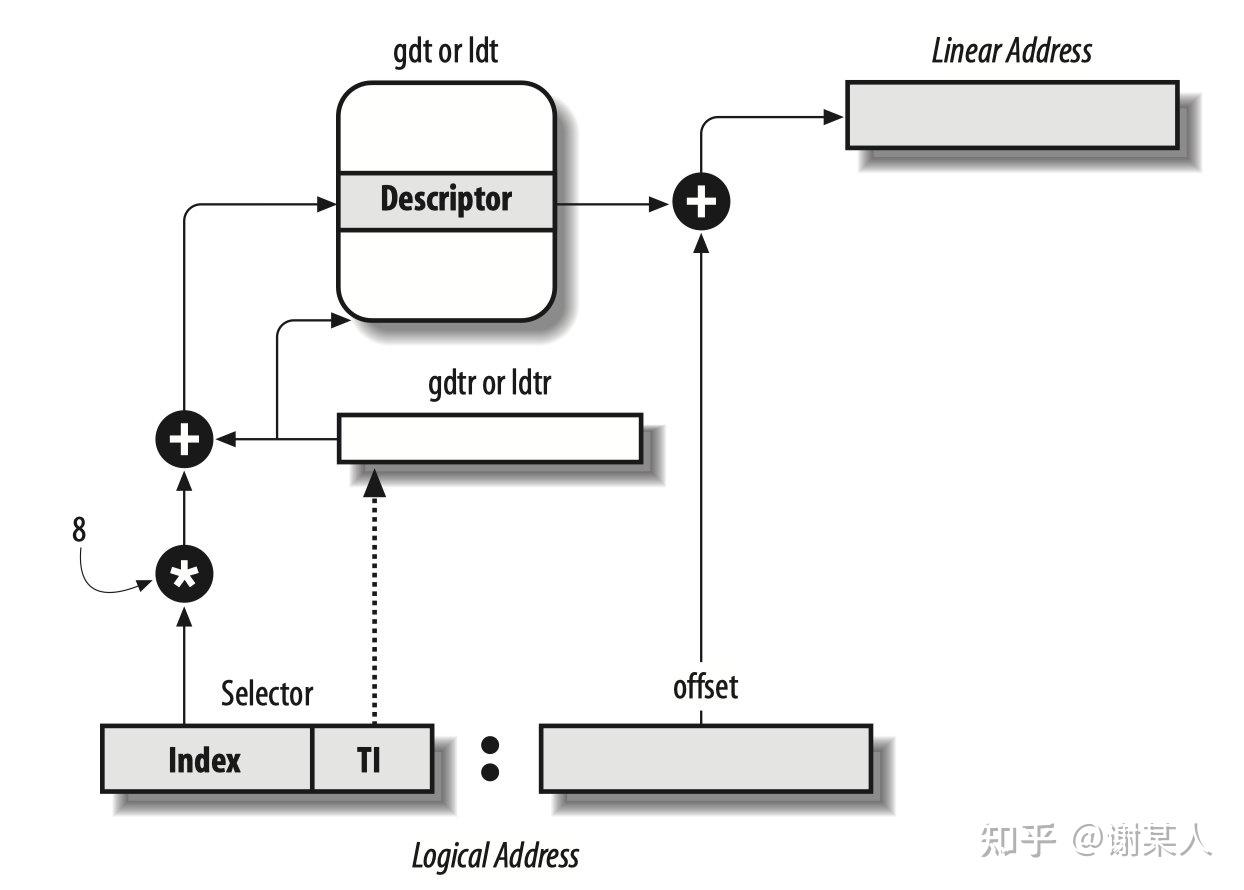 gdt or ldt
Linear Address
Descriptor
+
gdtr or ldtr
+
8
*
Selector
offset
Index
TI
:
Logical Address
知乎 @谢某人